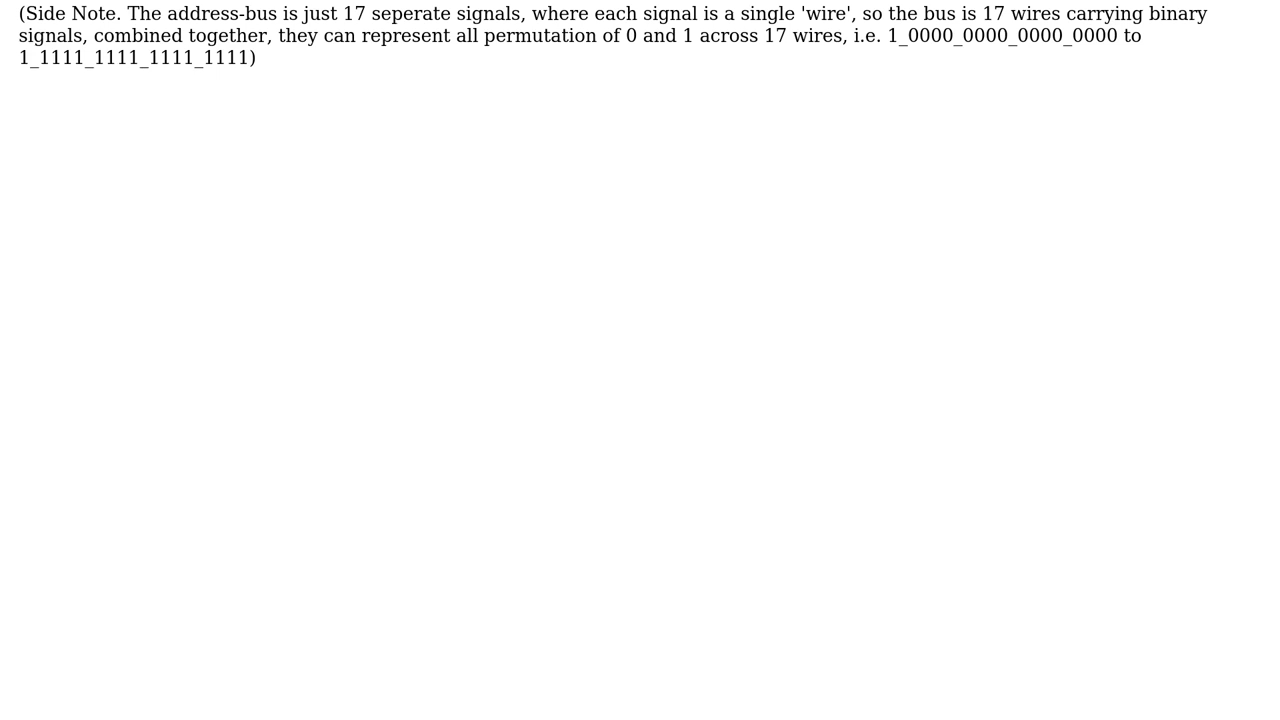 (Side Note. The address-bus is just 17 seperate signals, where each signal is a single 'wire', so the bus is 17 wires carrying binary
signals, combined together, they can represent all permutation of 0 and 1 across 17 wires, i.e. 1_0000_0000_0000_0000 to
1_1111_1111_1111_1111)